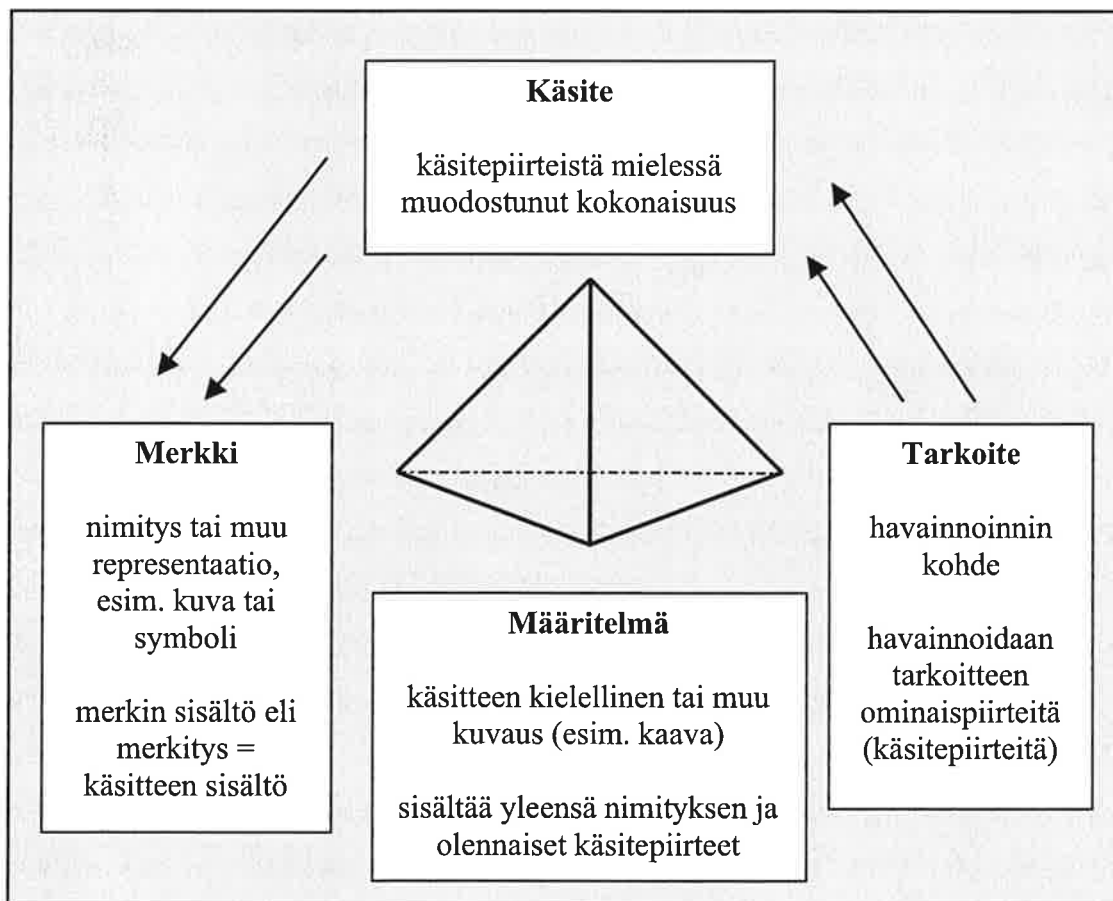 Käsite
käsitepiirteistä mielessä
muodostunut kokonaisuus
Merkki
nimitys tai muu
representaatio,
esim. kuva tai
symboli
merkin sisältö eli
merkitys =
käsitteen sisältö
Määritelmä
käsitteen kielellinen tai muu
kuvaus (esim. kaava)
sisältää yleensä nimityksen ja
olennaiset käsitepiirteet
Tarkoite
havainnoinnin
kohde
havainnoidaan
tarkoitteen
ominaispiirteitä
(käsitepiirteitä)